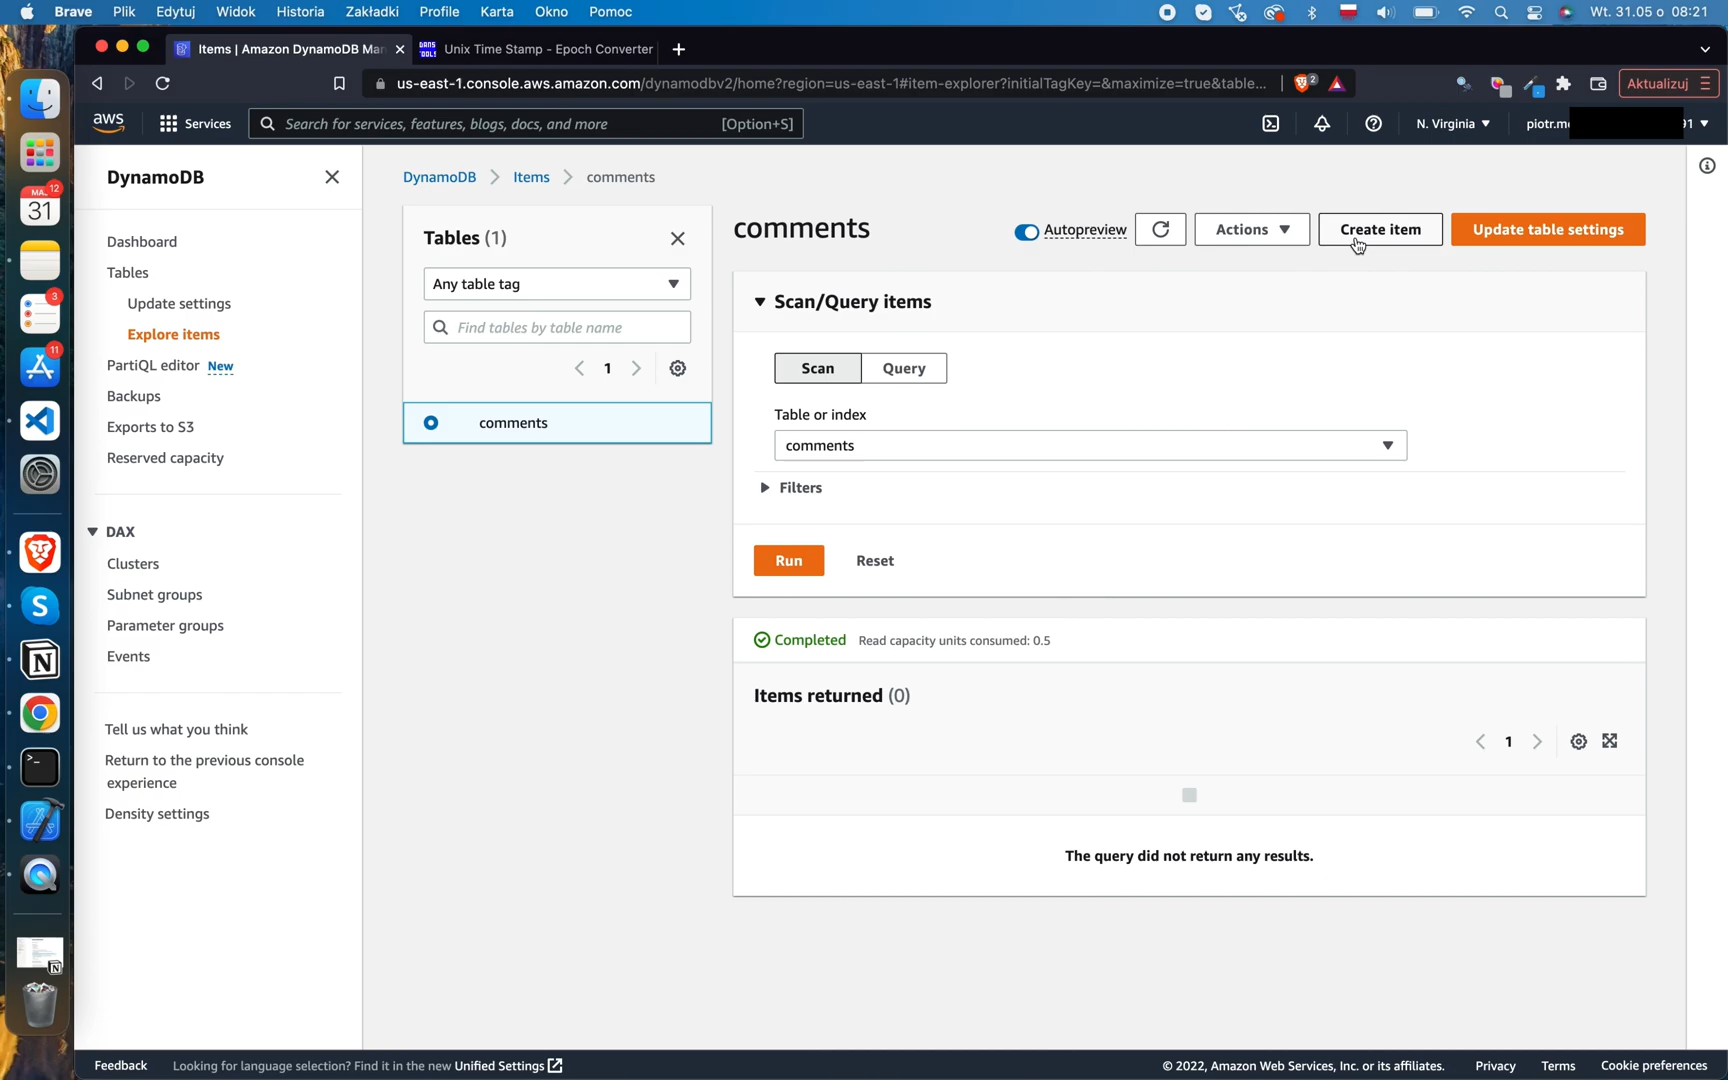 Brave Plik Edytuj Widok Historia Zakładki Profile Karta Okno Pomoc Wt. 31.05 o 08:21
Items | Amazon DynamoDB Mar Unix Time Stamp - Epoch Converter
us-east-1.console.aws.amazon.com/dynamodbv2/home?region=us-east-1#item-explorer?initialTagKey=&maximize=true&table... 2 Aktualizuj
aws Services Search for services, features, blogs, docs, and more [Option+S] N. Virginia piotr.m 1
12
31
3
11
DynamoDB
Dashboard
Tables
Update settings
Explore items
PartiQL editor New
Backups
Exports to S3
Reserved capacity
DAX
Clusters
Subnet groups
Parameter groups
Events
Tell us what you think
Return to the previous console
experience
Density settings
DynamoDB Items comments
Tables (1)
Any table tag
Find tables by table name
1
comments
comments
Autopreview Actions Create item Update table settings
Scan/Query items
Scan Query
Table or index
comments
Filters
Run Reset
Completed Read capacity units consumed: 0.5
Items returned (0)
1
The query did not return any results.
Feedback Looking for language selection? Find it in the new Unified Settings © 2022, Amazon Web Services, Inc. or its affiliates. Privacy Terms Cookie preferences